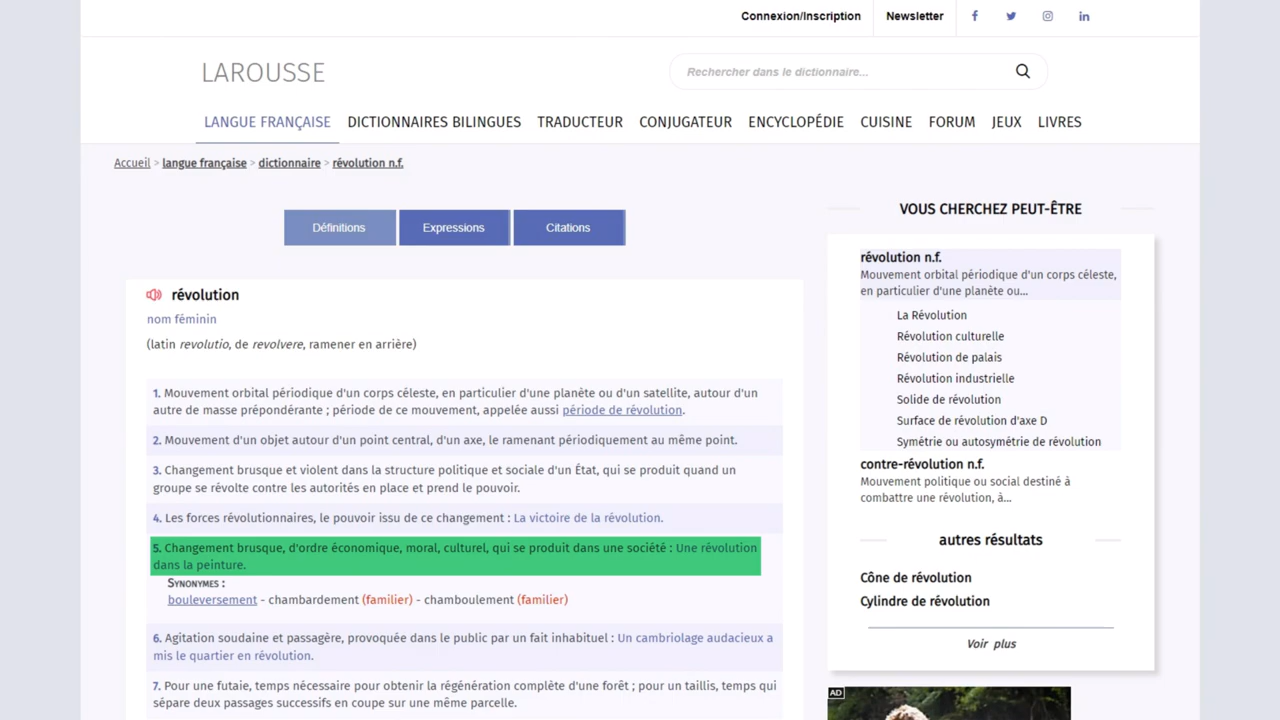 Connexion/Inscription
Newsletter
LAROUSSE
Rechercher dans le dictionnaire...
LANGUE FRANÇAISE
DICTIONNAIRES BILINGUES
TRADUCTEUR
CONJUGATEUR
ENCYCLOPÉDIE
CUISINE
FORUM
JEUX
LIVRES
Accueil > langue française > dictionnaire > révolution n.f.
Définitions
Expressions
Citations
révolution
nom féminin
(latin revolutio, de revolvere, ramener en arrière)
1. Mouvement orbital périodique d'un corps céleste, en particulier d'une planète ou d'un satellite, autour d'un
autre de masse prépondérante ; période de ce mouvement, appelée aussi période de révolution.
2. Mouvement d'un objet autour d'un point central, d'un axe, le ramenant périodiquement au même point.
3. Changement brusque et violent dans la structure politique et sociale d'un État, qui se produit quand un
groupe se révolte contre les autorités en place et prend le pouvoir.
4. Les forces révolutionnaires, le pouvoir issu de ce changement : La victoire de la révolution.
5. Changement brusque, d'ordre économique, moral, culturel, qui se produit dans une société : Une révolution
dans la peinture.
SYNONYMES :
bouleversement - chambardement (familier) - chamboulement (familier)
6. Agitation soudaine et passagère, provoquée dans le public par un fait inhabituel : Un cambriolage audacieux a
mis le quartier en révolution.
7. Pour une futaie, temps nécessaire pour obtenir la régénération complète d'une forêt ; pour un taillis, temps qui
sépare deux passages successifs en coupe sur une même parcelle.
VOUS CHERCHEZ PEUT-ÊTRE
révolution n.f.
Mouvement orbital périodique d'un corps céleste,
en particulier d'une planète ou...
La Révolution
Révolution culturelle
Révolution de palais
Révolution industrielle
Solide de révolution
Surface de révolution d'axe D
Symétrie ou autosymétrie de révolution
contre-révolution n.f.
Mouvement politique ou social destiné à
combattre une révolution, à...
autres résultats
Cône de révolution
Cylindre de révolution
Voir plus
AD